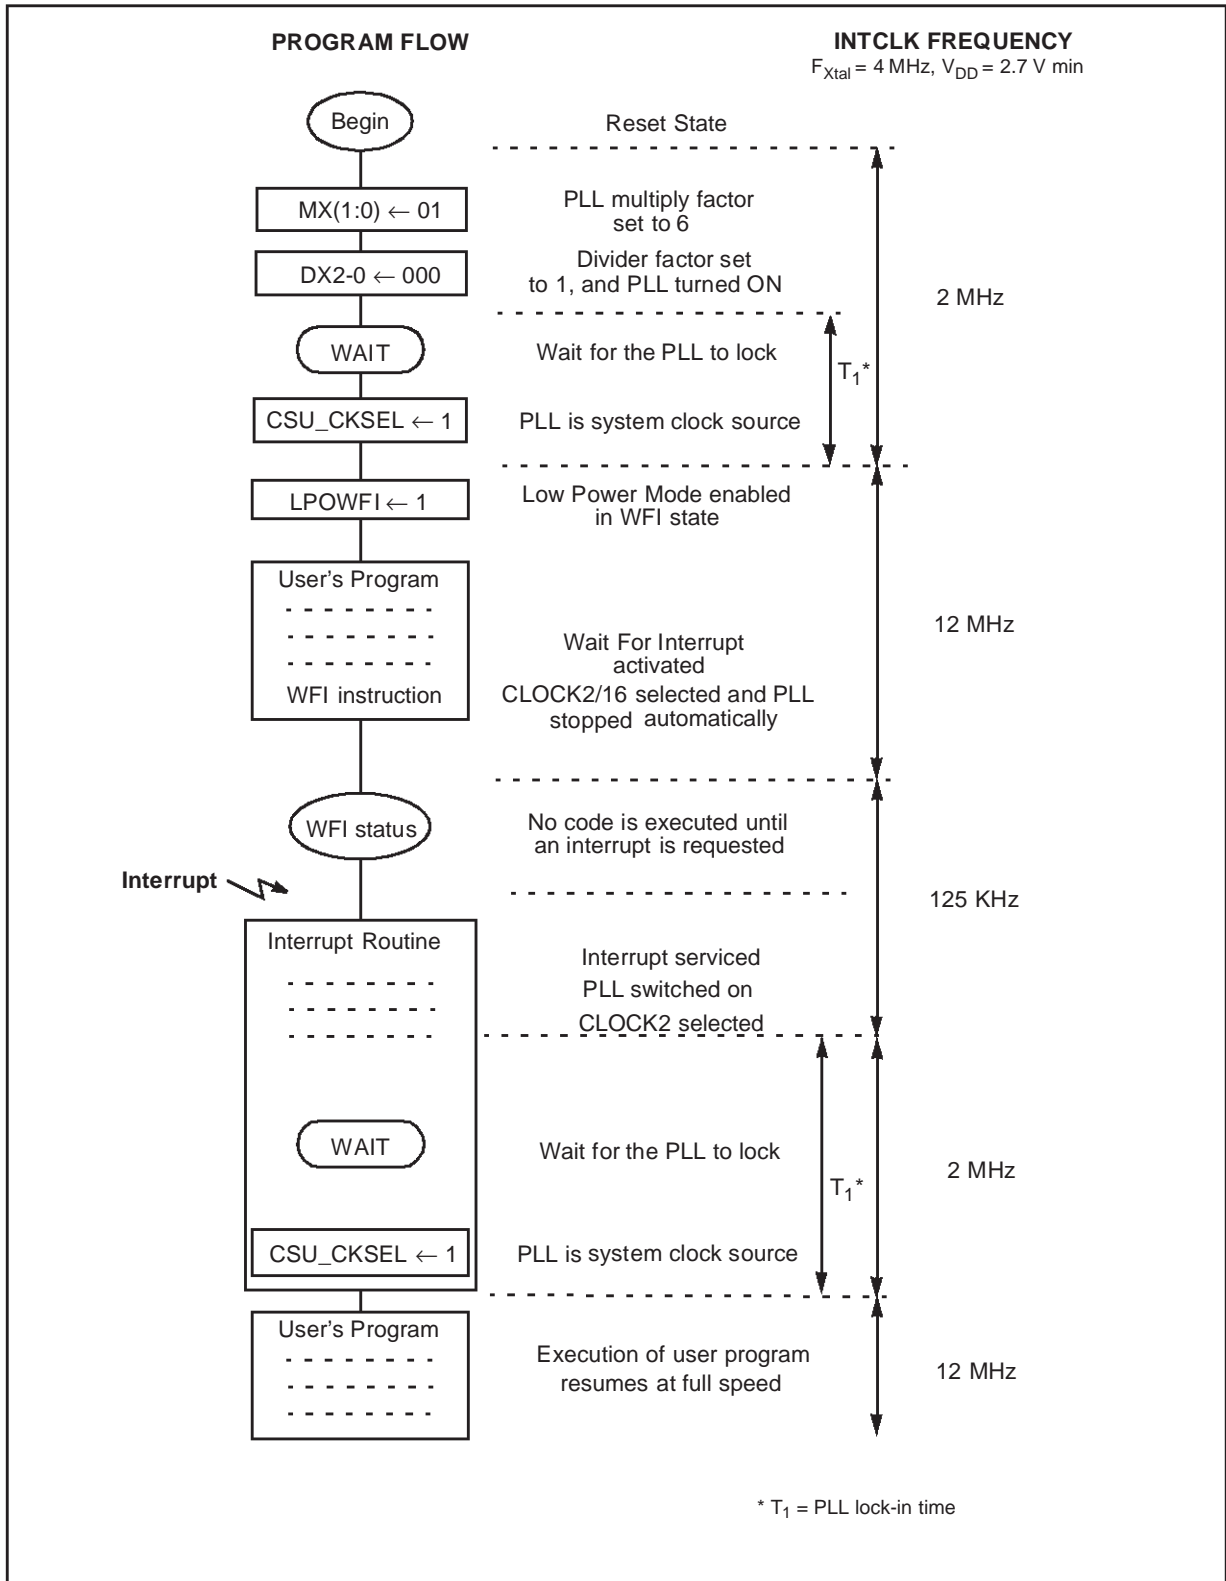 PROGRAM FLOW
INTCLK FREQUENCY
F_Xtal = 4 MHz, V_DD = 2.7 V min
Begin
Reset State
MX(1:0) ← 01
PLL multiply factor
set to 6
DX2-0 ← 000
Divider factor set
to 1, and PLL turned ON
2 MHz
WAIT
Wait for the PLL to lock
T_1*
CSU_CKSEL ← 1
PLL is system clock source
LPOWFI ← 1
Low Power Mode enabled
in WFI state
User's Program
WFI instruction
Wait For Interrupt
activated
CLOCK2/16 selected and PLL
stopped automatically
12 MHz
WFI status
No code is executed until
an interrupt is requested
Interrupt
125 KHz
Interrupt Routine
Interrupt serviced
PLL switched on
CLOCK2 selected
WAIT
Wait for the PLL to lock
T_1*
2 MHz
CSU_CKSEL ← 1
PLL is system clock source
User's Program
Execution of user program
resumes at full speed
12 MHz
* T_1 = PLL lock-in time